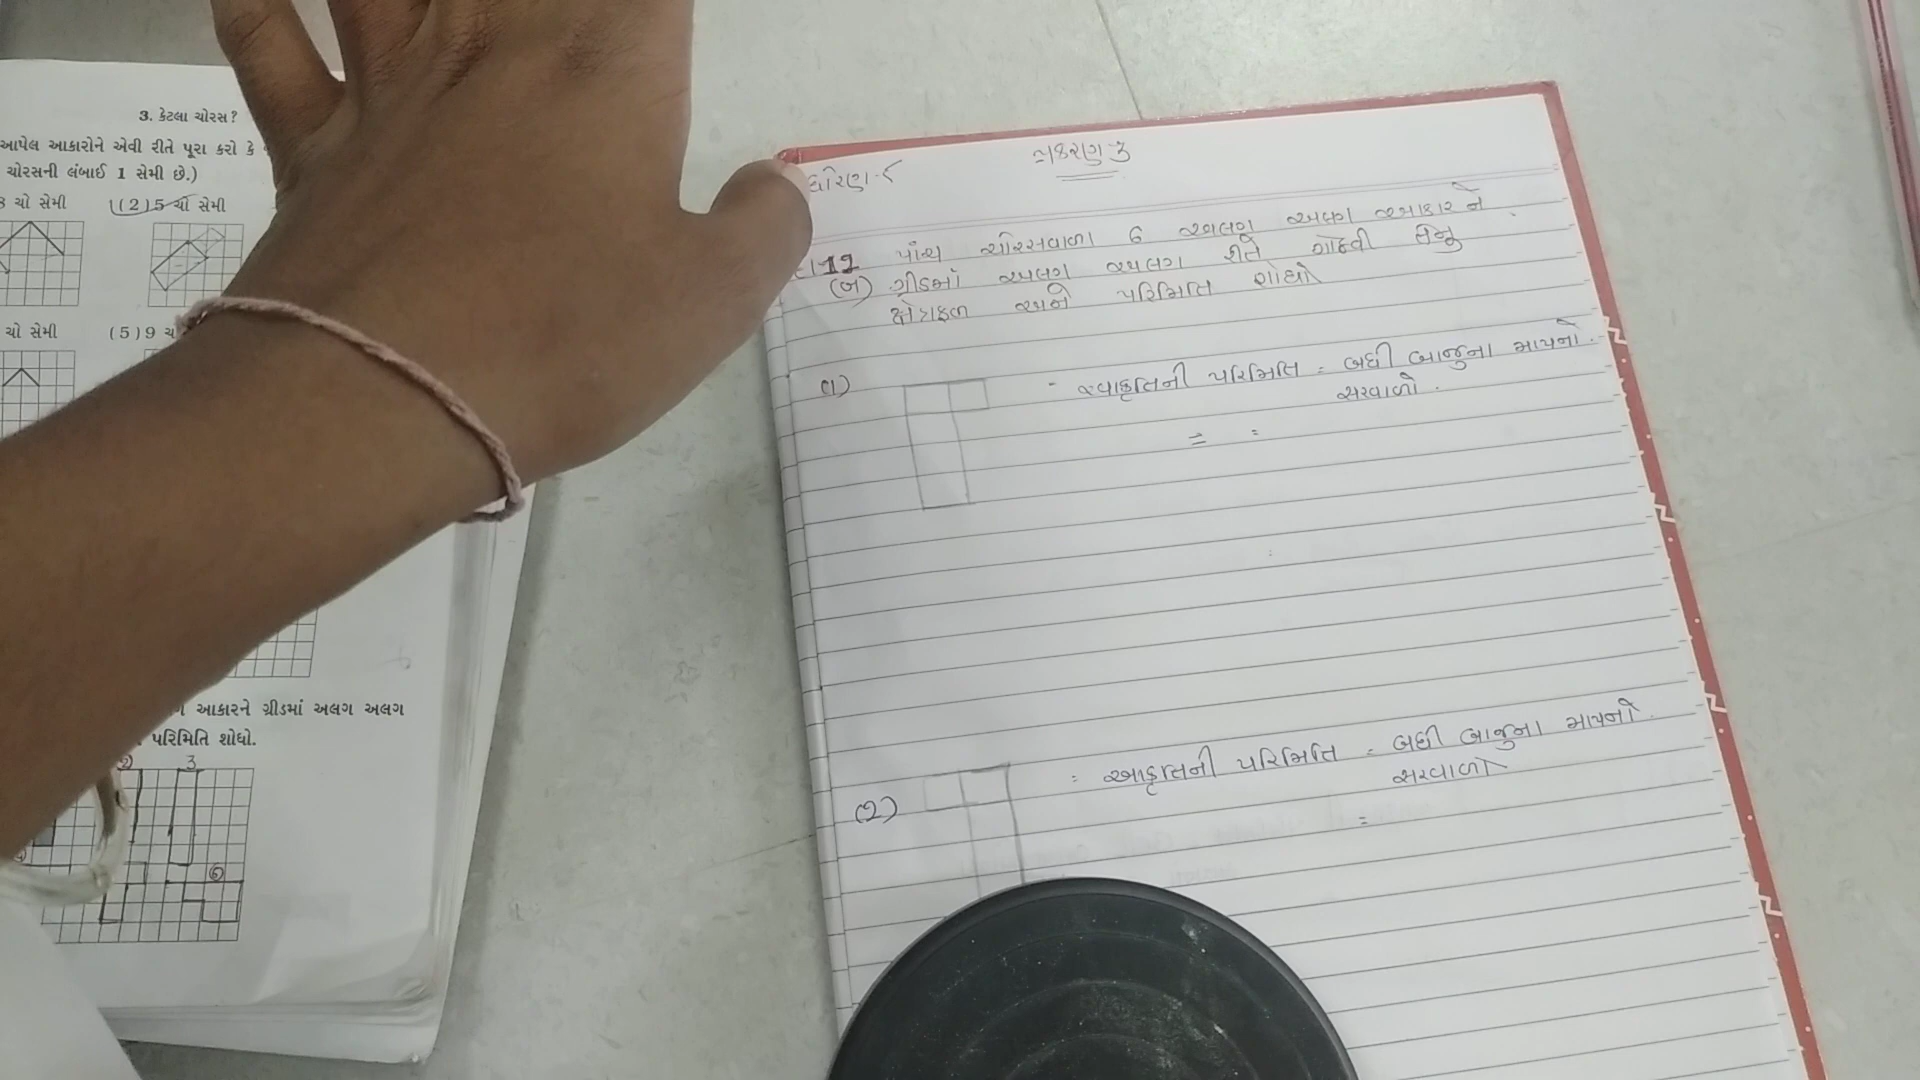 3. કેટલા ચોરસ?
આપેલ આકારોને એવી રીતે પૂરા કરો કે
ચોરસની લંબાઈ 1 સેમી છે.)
ચો સેમી
(2) 5 ચો સેમી
ચો સેમી
(5) 9
આકારને ગ્રીડમાં અલગ અલગ
પરિમિતિ શોધો.
3
6
પ્રકરણ-3
ધોરણ-
પાંચ ચોરસવાળા 6 અલગ અલગ આકાર ને
(બ) ગ્રીડમાં અલગ અલગ રીતે ગોઠવી તેનુ
ક્ષેત્રફળ અને પરિમિતિ શોધો
(1)
- આકૃતિની પરિમિતિ = બધી બાજુના માપનો
સરવાળો.
=
(2)
= આકૃતિની પરિમિતિ = બધી બાજુના માપનો
સરવાળો
=